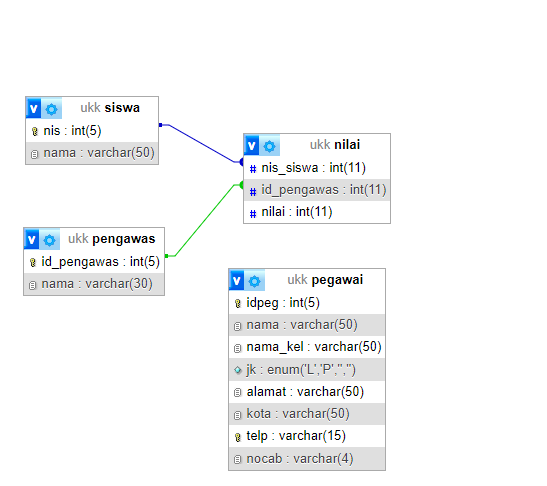 v ukk siswa
nis : int(5)
nama : varchar(50)
v ukk nilai
# nis_siswa : int(11)
# id_pengawas : int(11)
# nilai : int(11)
v ukk pengawas
id_pengawas : int(5)
nama : varchar(30)
v ukk pegawai
idpeg : int(5)
nama : varchar(50)
nama_kel : varchar(50)
jk : enum('L','P','','')
alamat : varchar(50)
kota : varchar(50)
telp : varchar(15)
nocab : varchar(4)